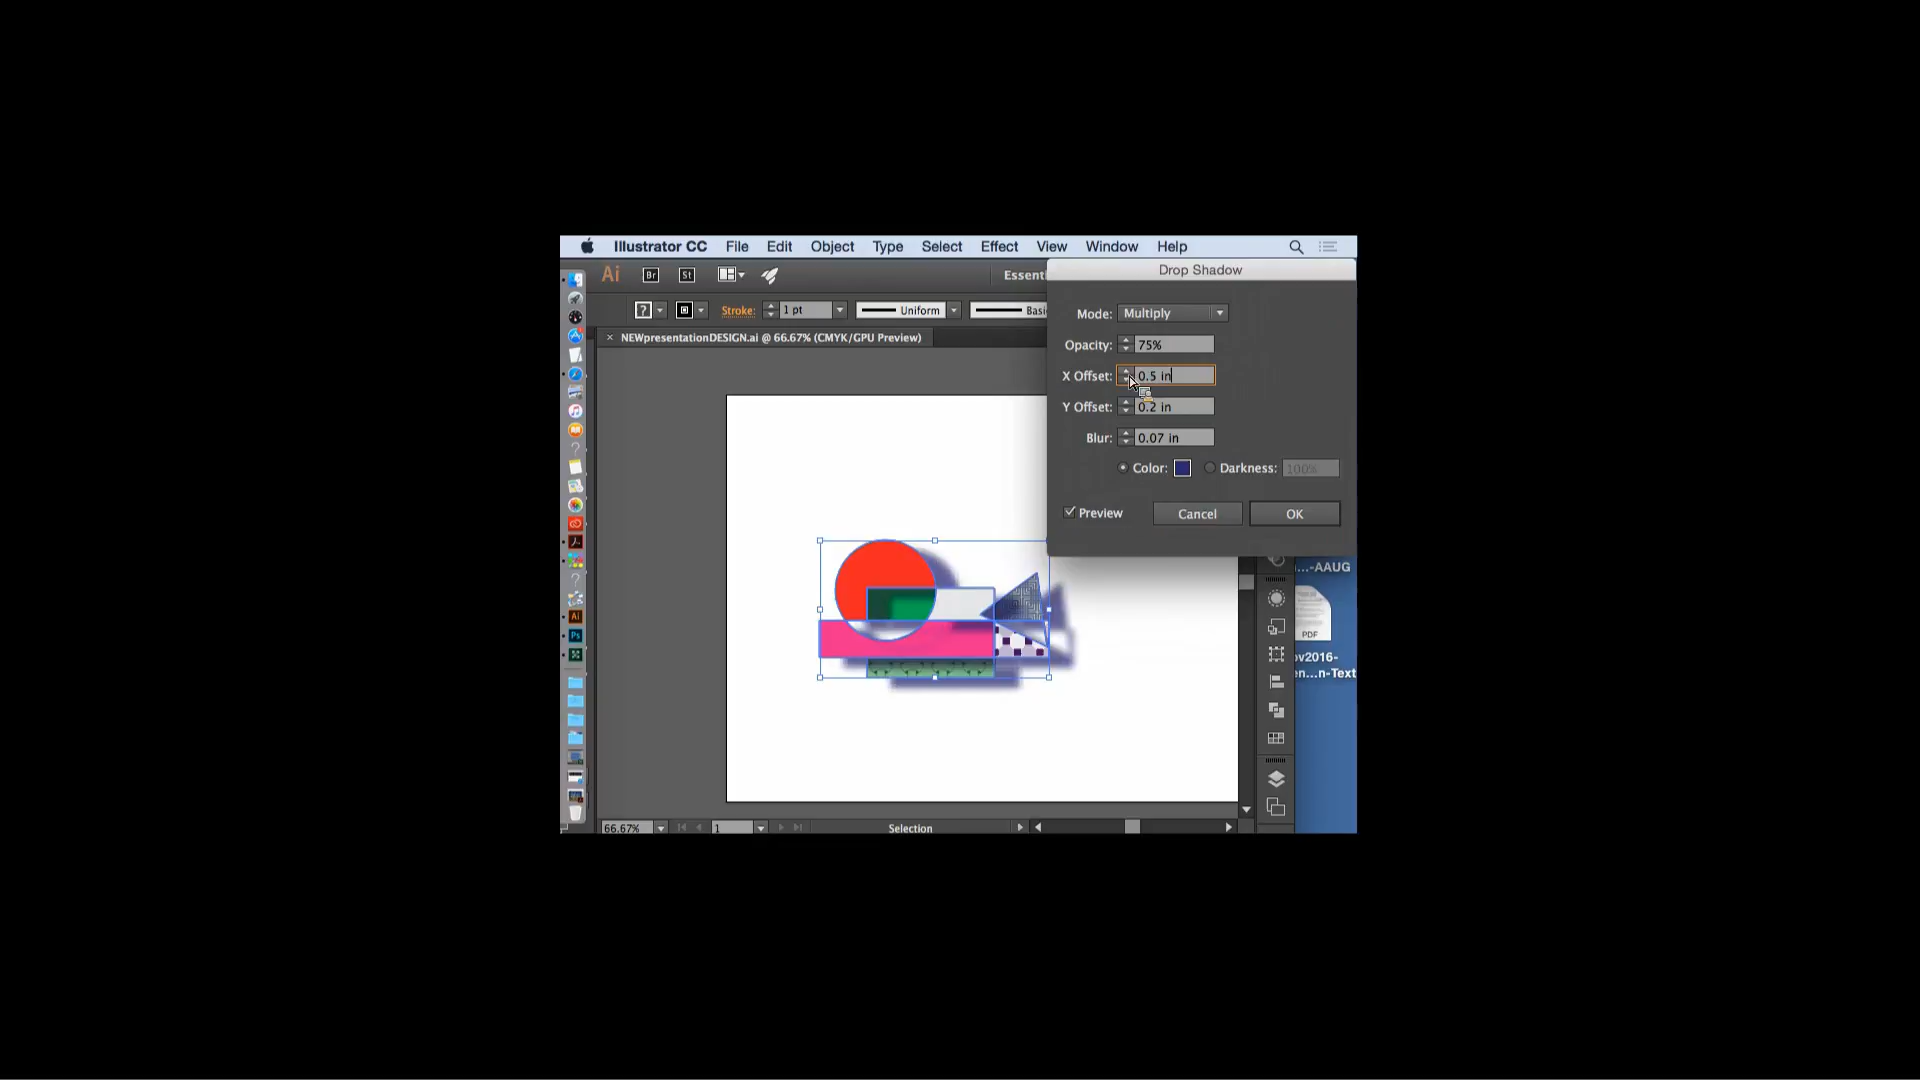 Illustrator CC File Edit Object Type Select Effect View Window Help
Ai Br St Essenti
Drop Shadow
? Stroke: 1 pt Uniform Basi
Mode: Multiply
× NEWpresentationDESIGN.ai @ 66.67% (CMYK/GPU Preview)
Opacity: 75%
X Offset: 0.5 in
Y Offset: 0.2 in
Blur: 0.07 in
Color: Darkness: 100%
Preview Cancel OK
...-AAUG
PDF
ov2016-
en...n-Text
Ai
Ps
66.67% 1 Selection